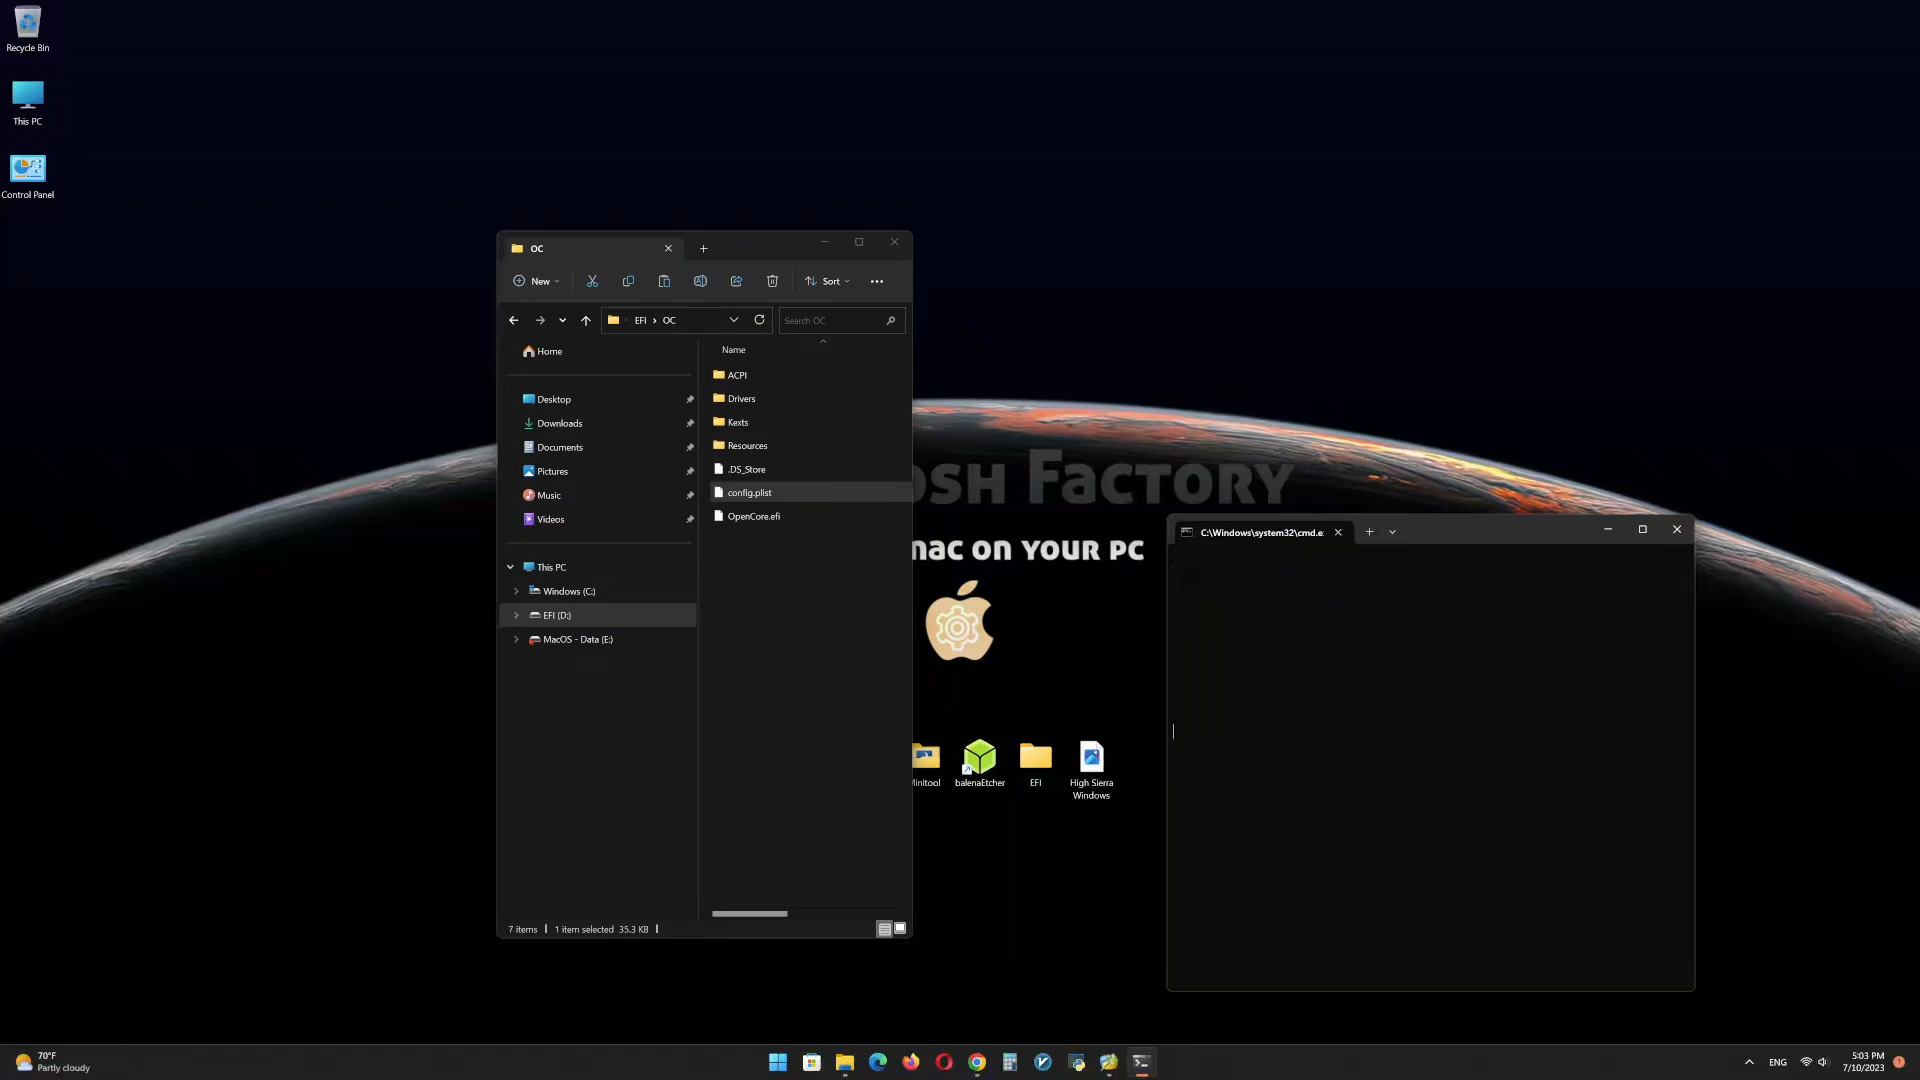 Recycle Bin
This PC
Control Panel
OC
New
Sort
EFI > OC
Search OC
Home
Name
ACPI
Desktop
Drivers
Downloads
Kexts
Documents
Resources
Pictures
.DS_Store
Music
config.plist
Videos
OpenCore.efi
This PC
Windows (C:)
EFI (D:)
MacOS - Data (E:)
7 items
1 item selected 35.3 KB
OSH FACTORY
MAC ON YOUR PC
C:\Windows\system32\cmd.e
Minitool
balenaEtcher
EFI
High Sierra
Windows
70°F
Partly cloudy
ENG
5:03 PM
7/10/2023